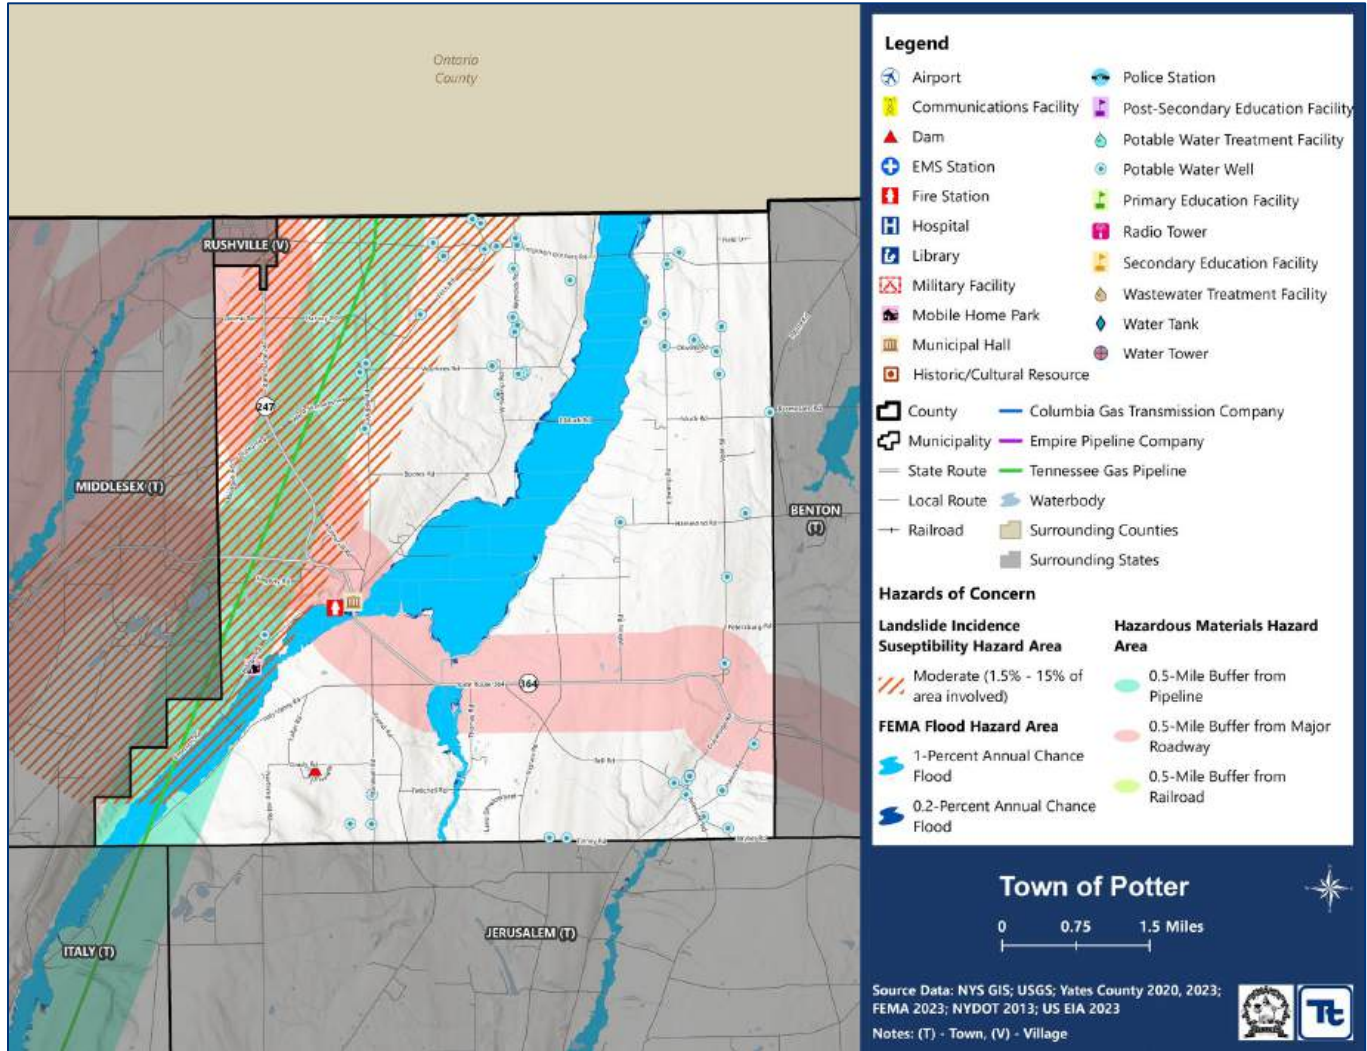 Ontario
County
RUSHVILLE (V)
247
MIDDLESEX (T)
BENTON
(T)
364
State Route 364
ITALY (T)
JERUSALEM (T)
Legend
Airport
Communications Facility
Dam
EMS Station
Fire Station
Hospital
Library
Military Facility
Mobile Home Park
Municipal Hall
Historic/Cultural Resource
Police Station
Post-Secondary Education Facility
Potable Water Treatment Facility
Potable Water Well
Primary Education Facility
Radio Tower
Secondary Education Facility
Wastewater Treatment Facility
Water Tank
Water Tower
County
Municipality
State Route
Local Route
Railroad
Columbia Gas Transmission Company
Empire Pipeline Company
Tennessee Gas Pipeline
Waterbody
Surrounding Counties
Surrounding States
Hazards of Concern
Landslide Incidence
Suseptibility Hazard Area
Moderate (1.5% - 15% of
area involved)
FEMA Flood Hazard Area
1-Percent Annual Chance
Flood
0.2-Percent Annual Chance
Flood
Hazardous Materials Hazard
Area
0.5-Mile Buffer from
Pipeline
0.5-Mile Buffer from Major
Roadway
0.5-Mile Buffer from
Railroad
Town of Potter
0 0.75 1.5 Miles
Source Data: NYS GIS; USGS; Yates County 2020, 2023;
FEMA 2023; NYDOT 2013; US EIA 2023
Notes: (T) - Town, (V) - Village
Tt